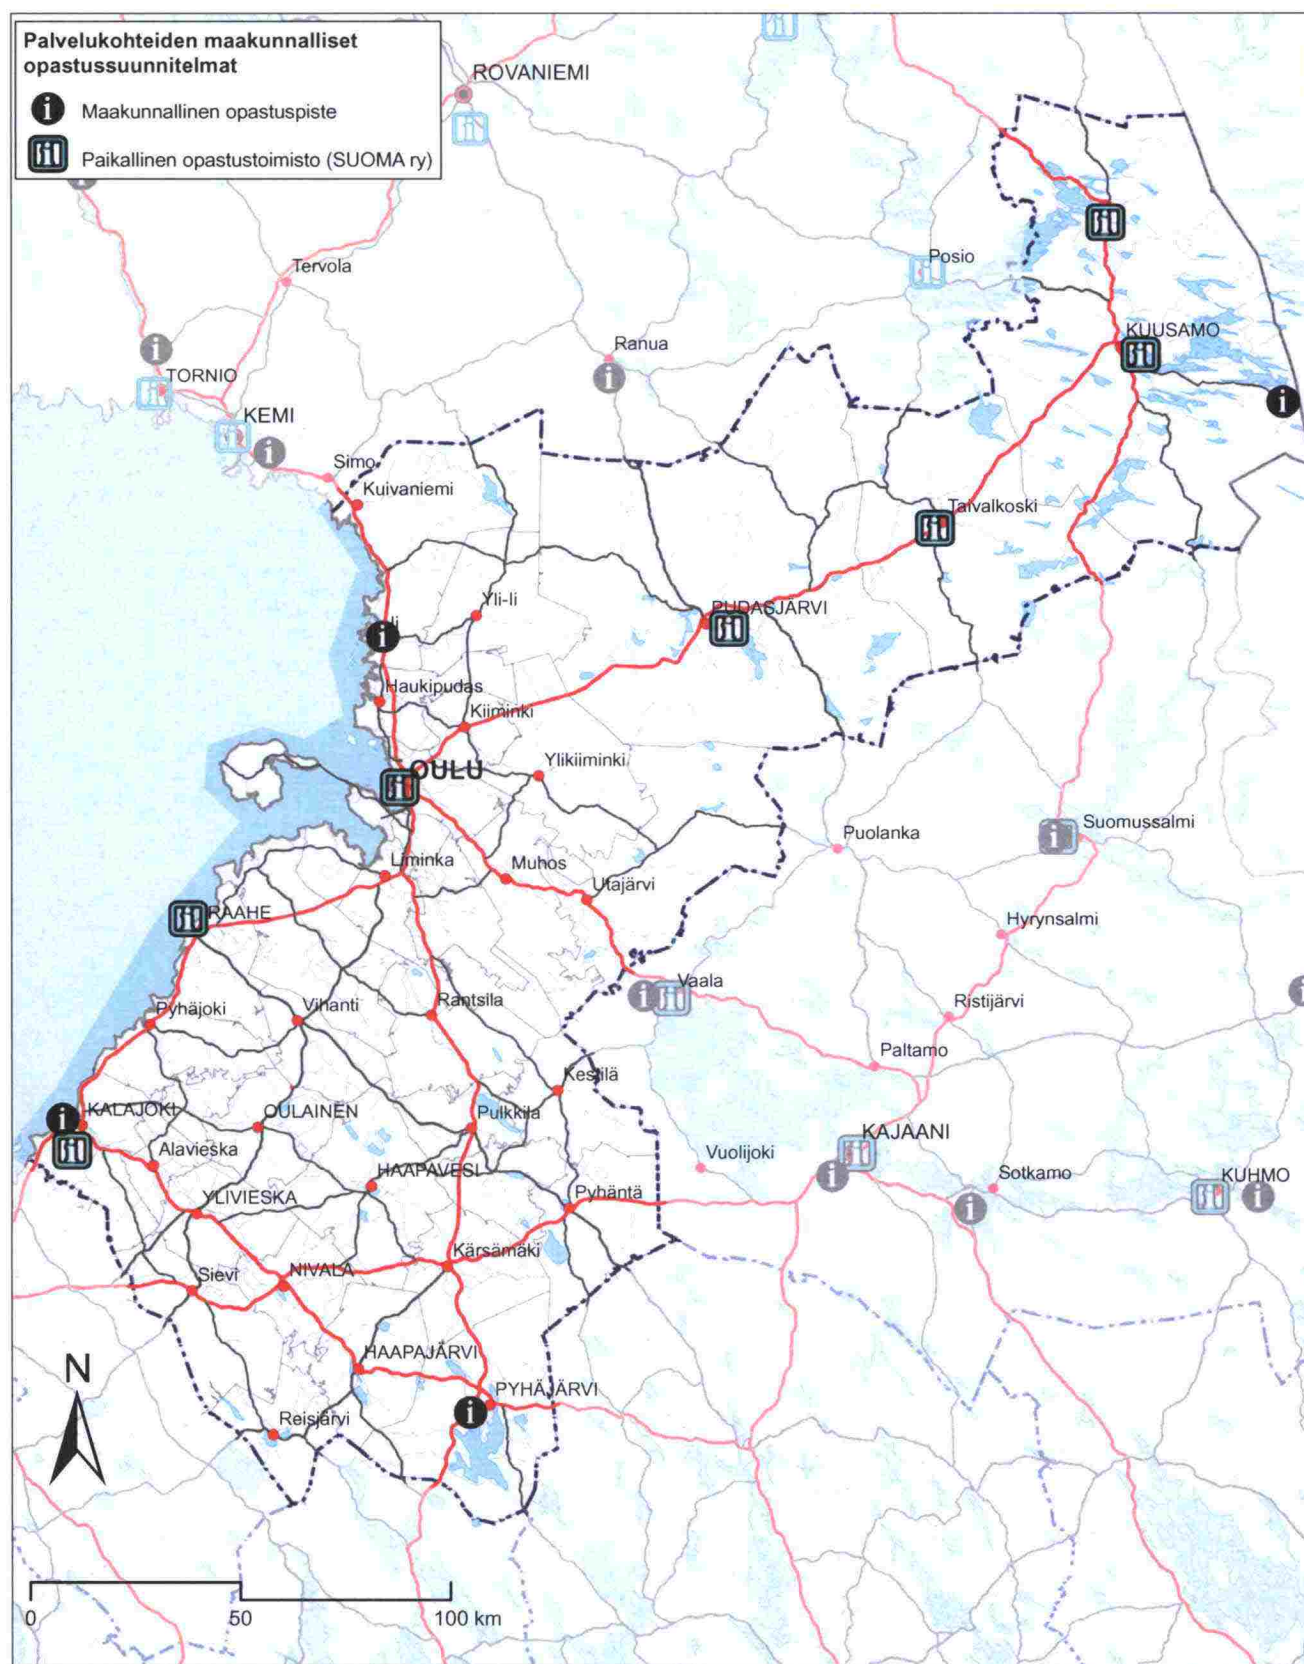 Palvelukohteiden maakunnalliset
opastussuunnitelmat
i Maakunnallinen opastuspiste
i Paikallinen opastustoimisto (SUOMA ry)
ROVANIEMI
Tervola
Posio
Ranua
KUUSAMO
TORNIO
KEMI
Simo
Kuivaniemi
Taivalkoski
Yli-Ii
PUDASJÄRVI
Haukipudas
Kiiminki
Ylikiiminki
OULU
Puolanka
Suomussalmi
Liminka
Muhos
Utajärvi
RAAHE
Hyrynsalmi
Vaala
Pyhäjoki
Vihanti
Rantsila
Ristijärvi
Paltamo
Kestilä
KALAJOKI
OULAINEN
Pulkkila
KAJAANI
Alavieska
HAAPAVESI
Vuolijoki
Sotkamo
KUHMO
YLIVIESKA
Pyhäntä
Kärsämäki
Sievi
NIVALA
HAAPAJÄRVI
N
PYHÄJÄRVI
Reisjärvi
0 50 100 km